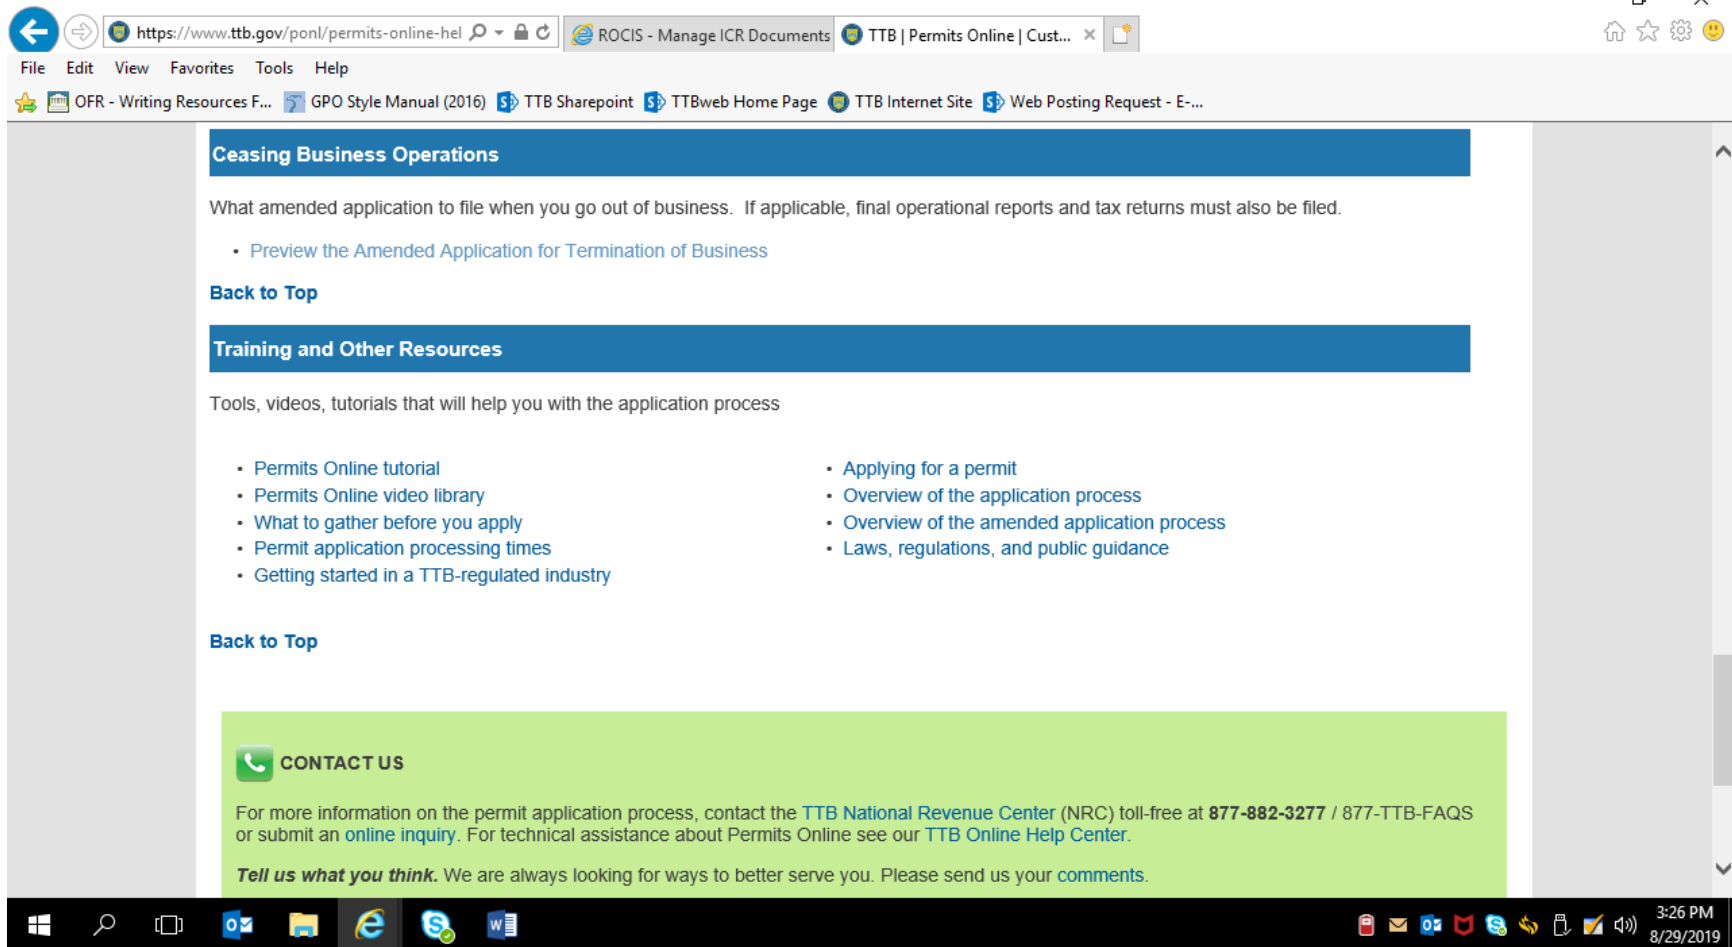 https://www.ttb.gov/ponl/permits-online-hel
ROCIS - Manage ICR Documents
TTB | Permits Online | Cust...
File Edit View Favorites Tools Help
OFR - Writing Resources F... GPO Style Manual (2016) TTB Sharepoint TTBweb Home Page TTB Internet Site Web Posting Request - E-...
Ceasing Business Operations
What amended application to file when you go out of business. If applicable, final operational reports and tax returns must also be filed.
• Preview the Amended Application for Termination of Business
Back to Top
Training and Other Resources
Tools, videos, tutorials that will help you with the application process
• Permits Online tutorial
• Permits Online video library
• What to gather before you apply
• Permit application processing times
• Getting started in a TTB-regulated industry
• Applying for a permit
• Overview of the application process
• Overview of the amended application process
• Laws, regulations, and public guidance
Back to Top
CONTACT US
For more information on the permit application process, contact the TTB National Revenue Center (NRC) toll-free at 877-882-3277 / 877-TTB-FAQS
or submit an online inquiry. For technical assistance about Permits Online see our TTB Online Help Center.
Tell us what you think. We are always looking for ways to better serve you. Please send us your comments.
3:26 PM
8/29/2019